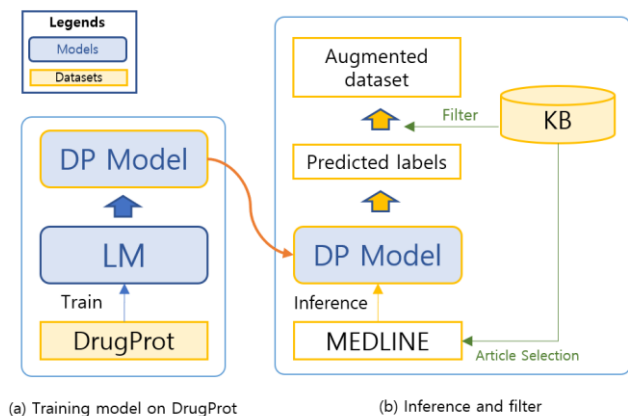 Legends
Models
Datasets
DP Model
LM
Train
DrugProt
(a) Training model on DrugProt
Augmented
dataset
Filter
KB
Predicted labels
DP Model
Inference
MEDLINE
Article Selection
(b) Inference and filter